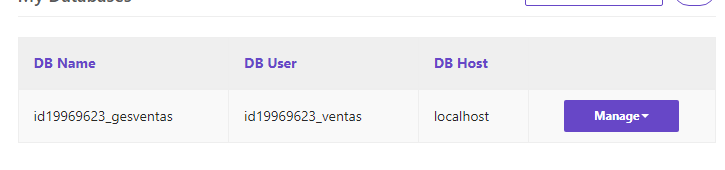 My Databases
DB Name DB User DB Host
id19969623_gesventas id19969623_ventas localhost Manage